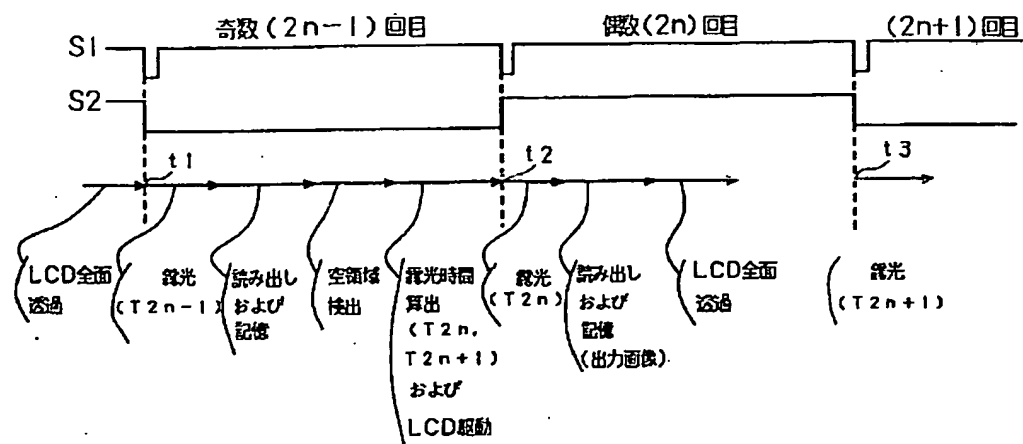 奇数(2n-1)回目
偶数(2n)回目
(2n+1)回目
S1
S2
t1
t2
t3
LCD全面
透過
露光
(T2n-1)
読み出し
および
記憶
空領域
検出
露光時間
算出
(T2n,
T2n+1)
および
LCD駆動
露光
(T2n)
読み出し
および
記憶
(出力画像)
LCD全面
透過
露光
(T2n+1)